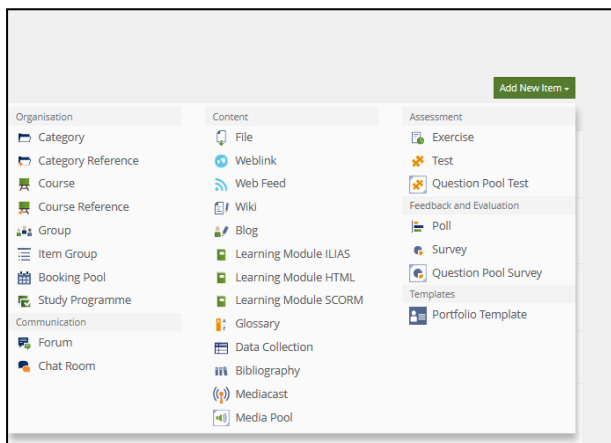 Add New Item
Organisation
Category
Category Reference
Course
Course Reference
Group
Item Group
Booking Pool
Study Programme
Communication
Forum
Chat Room
Content
File
Weblink
Web Feed
Wiki
Blog
Learning Module ILIAS
Learning Module HTML
Learning Module SCORM
Glossary
Data Collection
Bibliography
Mediacast
Media Pool
Assessment
Exercise
Test
Question Pool Test
Feedback and Evaluation
Poll
Survey
Question Pool Survey
Templates
Portfolio Template